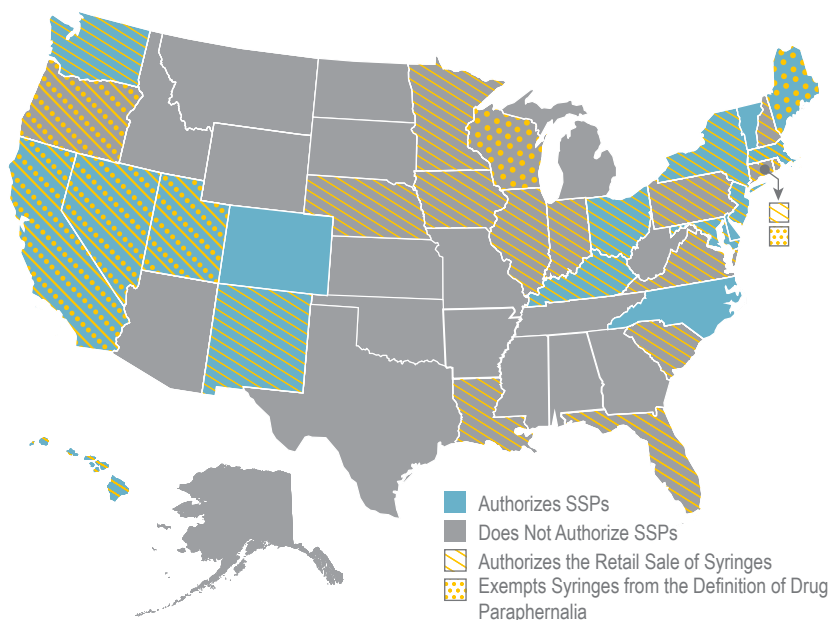 Authorizes SSPs
Does Not Authorize SSPs
Authorizes the Retail Sale of Syringes
Exempts Syringes from the Definition of Drug
Paraphernalia